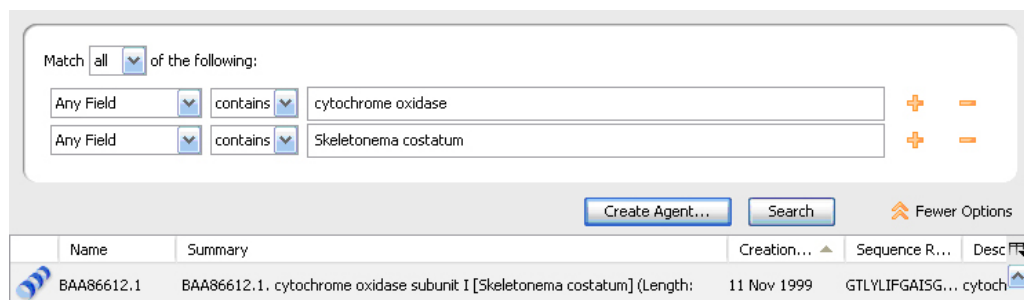 Match all of the following:
Any Field contains cytochrome oxidase
Any Field contains Skeletonema costatum
Create Agent... Search Fewer Options
Name Summary Creation... Sequence R... Desc
BAA86612.1 BAA86612.1. cytochrome oxidase subunit I [Skeletonema costatum] (Length: 11 Nov 1999 GTLYLIFGAISG... cytoch